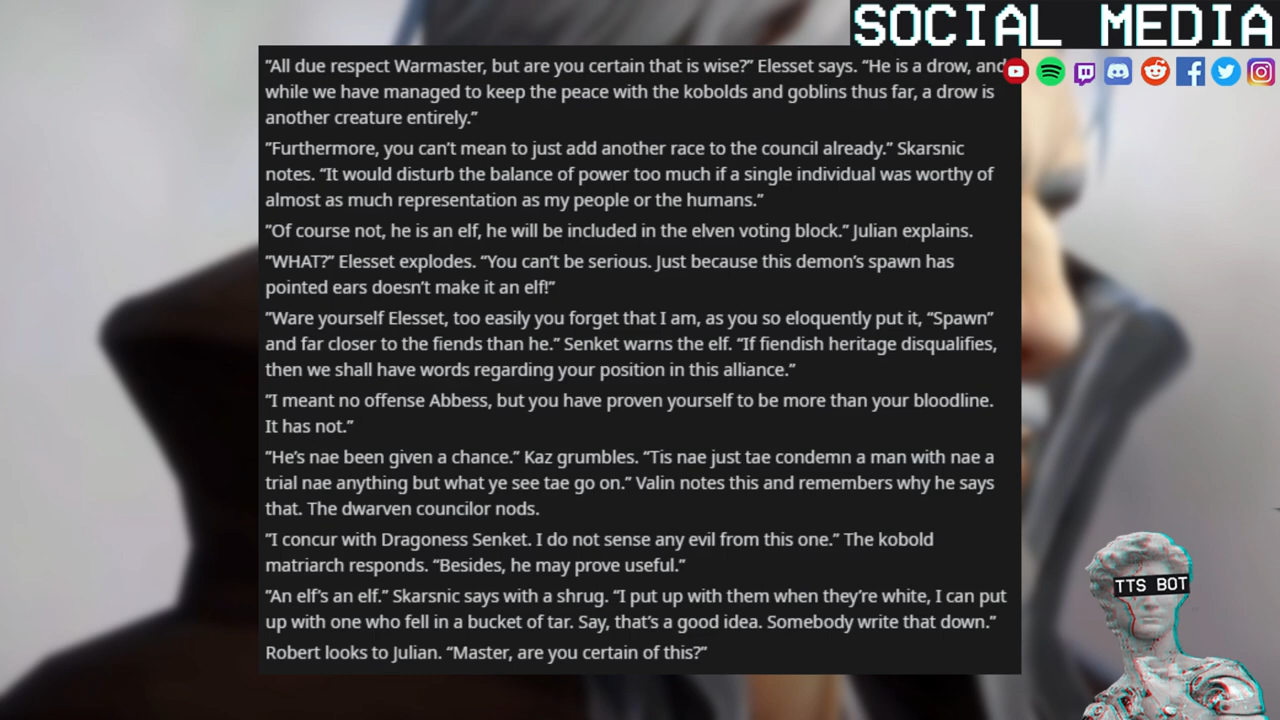 SOCIAL MEDIA
"All due respect Warmaster, but are you certain that is wise?" Elesset says. "He is a drow, and
while we have managed to keep the peace with the kobolds and goblins thus far, a drow is
another creature entirely."
"Furthermore, you can't mean to just add another race to the council already." Skarsnic
notes. "It would disturb the balance of power too much if a single individual was worthy of
almost as much representation as my people or the humans."
"Of course not, he is an elf, he will be included in the elven voting block." Julian explains.
"WHAT?" Elesset explodes. "You can't be serious. Just because this demon's spawn has
pointed ears doesn't make it an elf!"
"Ware yourself Elesset, too easily you forget that I am, as you so eloquently put it, "Spawn"
and far closer to the fiends than he." Senket warns the elf. "If fiendish heritage disqualifies,
then we shall have words regarding your position in this alliance."
"I meant no offense Abbess, but you have proven yourself to be more than your bloodline.
It has not."
"He's nae been given a chance." Kaz grumbles. "Tis nae just tae condemn a man with nae a
trial nae anything but what ye see tae go on." Valin notes this and remembers why he says
that. The dwarven councilor nods.
"I concur with Dragoness Senket. I do not sense any evil from this one." The kobold
matriarch responds. "Besides, he may prove useful."
"An elf's an elf." Skarsnic says with a shrug. "I put up with them when they're white, I can put
up with one who fell in a bucket of tar. Say, that's a good idea. Somebody write that down."
Robert looks to Julian. "Master, are you certain of this?"
TTS BOT